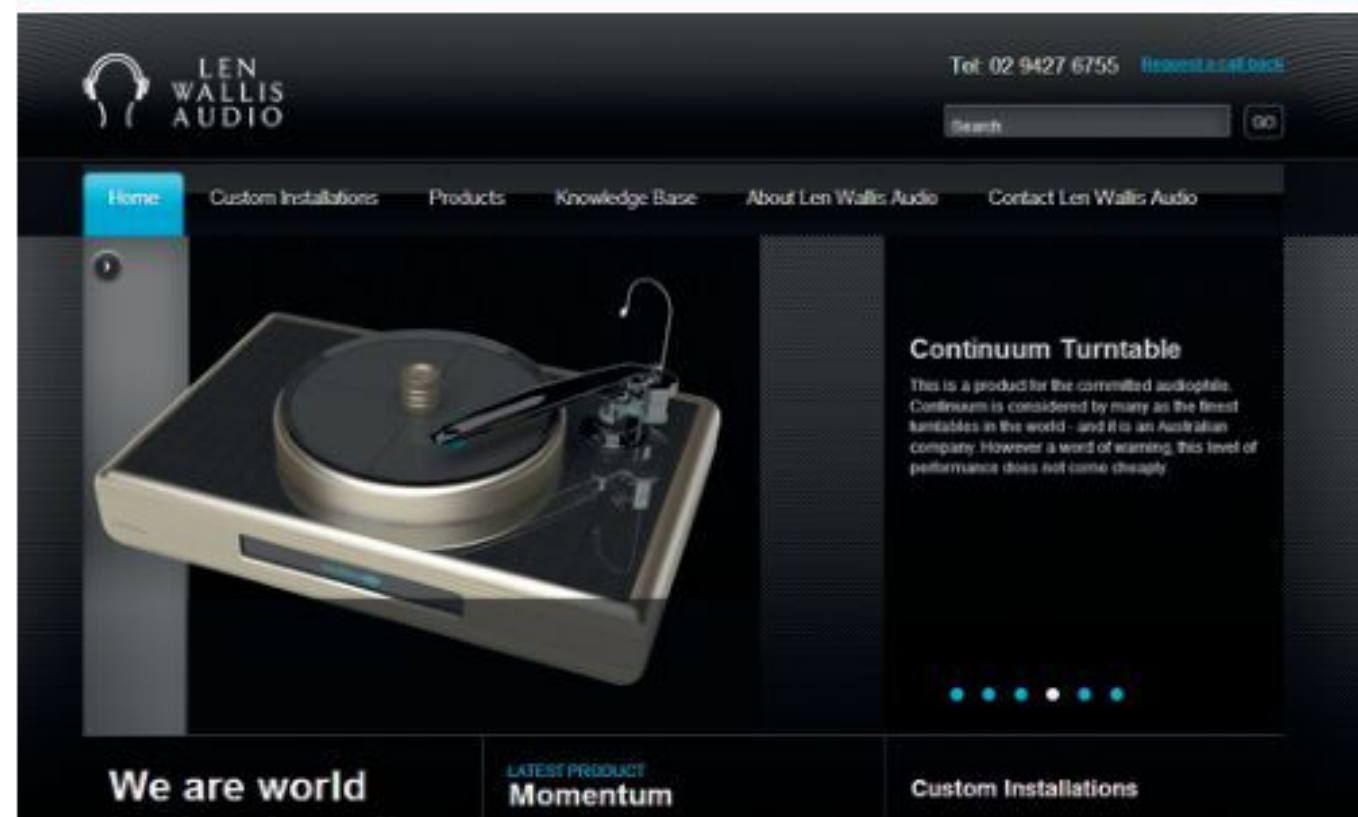 LEN
WALLIS
AUDIO
Tel: 02 9427 6755 Request a call back
Search GO
Home Custom Installations Products Knowledge Base About Len Wallis Audio Contact Len Wallis Audio
Continuum Turntable
This is a product for the committed audiophile.
Continuum is considered by many as the finest
turntables in the world - and it is an Australian
company. However a word of warning, this level of
performance does not come cheaply
We are world
LATEST PRODUCT
Momentum
Custom Installations